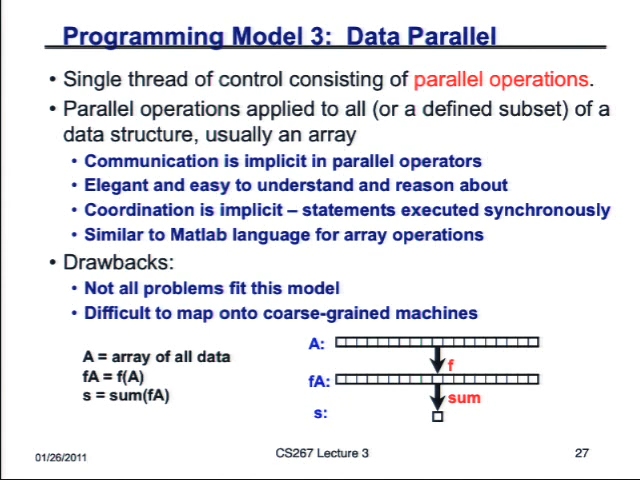 Programming Model 3: Data Parallel
• Single thread of control consisting of parallel operations.
• Parallel operations applied to all (or a defined subset) of a
data structure, usually an array
• Communication is implicit in parallel operators
• Elegant and easy to understand and reason about
• Coordination is implicit – statements executed synchronously
• Similar to Matlab language for array operations
• Drawbacks:
• Not all problems fit this model
• Difficult to map onto coarse-grained machines
A = array of all data
fA = f(A)
s = sum(fA)
A:
f
fA:
sum
s:
01/26/2011
CS267 Lecture 3
27